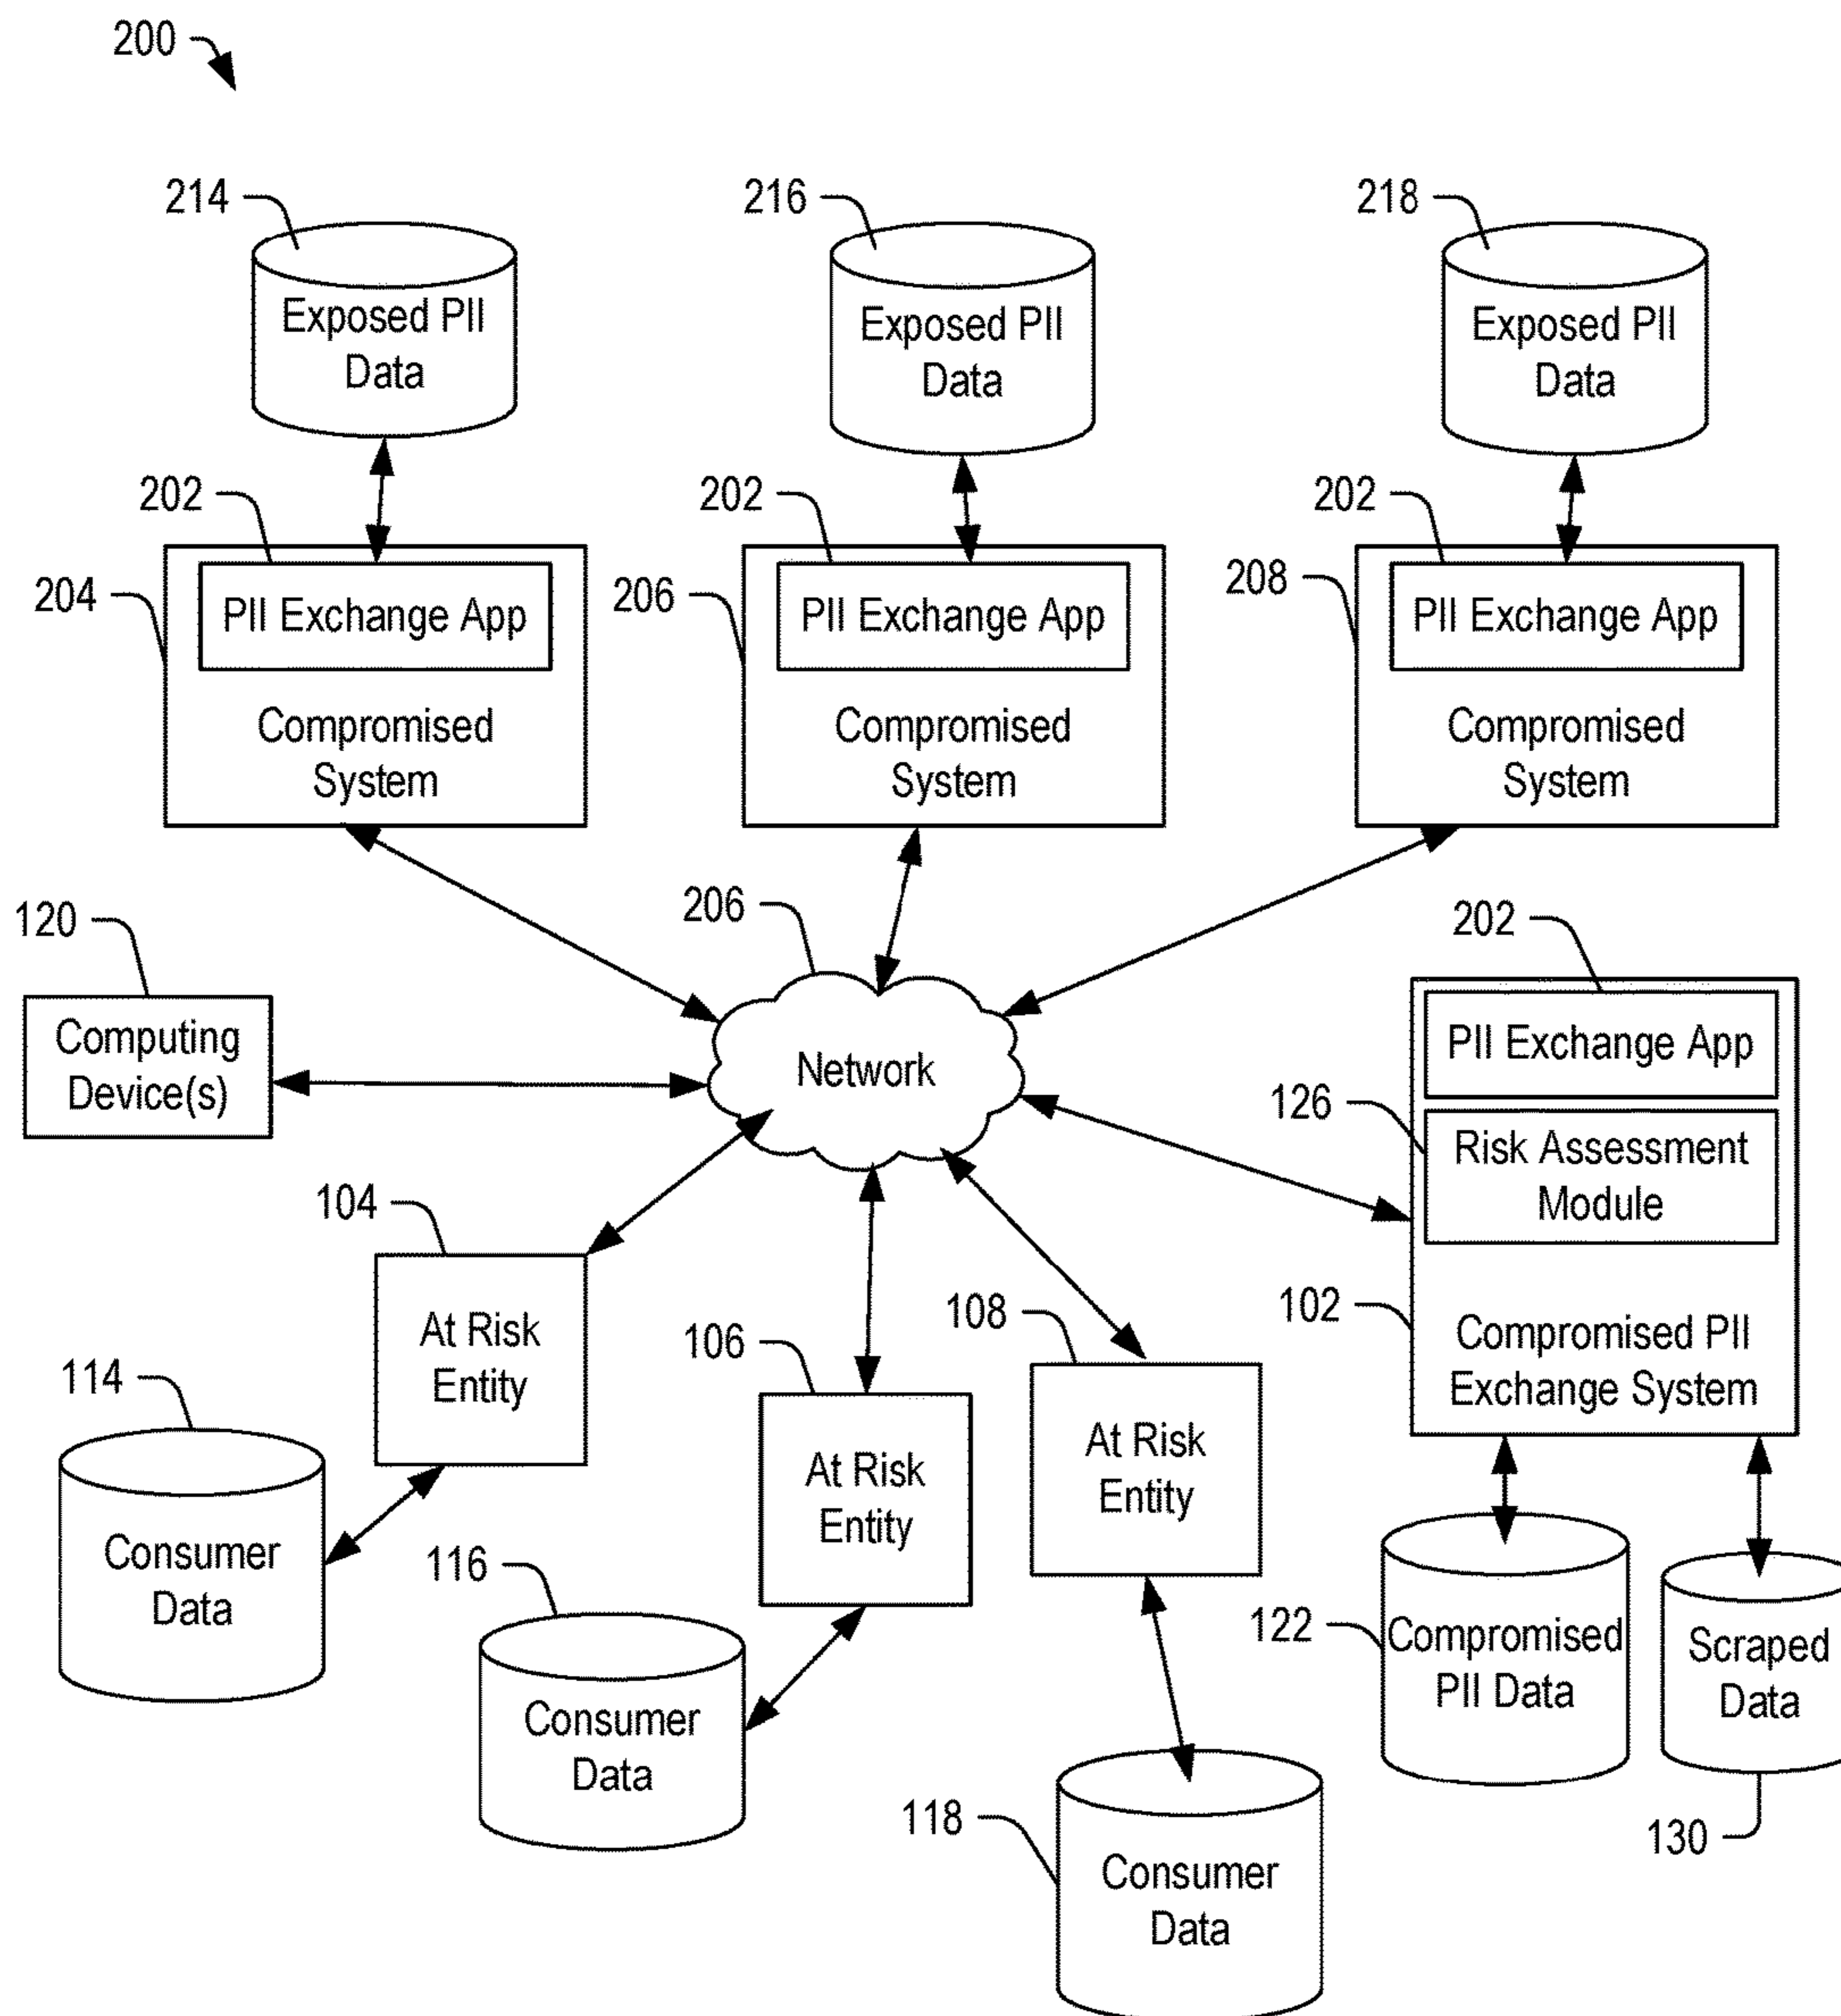 200
214
216
218
Exposed PII
Data
Exposed PII
Data
Exposed PII
Data
202
202
202
204
PII Exchange App
206
PII Exchange App
208
PII Exchange App
Compromised
System
Compromised
System
Compromised
System
120
206
202
Computing
Device(s)
Network
PII Exchange App
126
Risk Assessment
Module
104
At Risk
Entity
106
At Risk
Entity
108
At Risk
Entity
102
Compromised PII
Exchange System
114
Consumer
Data
116
Consumer
Data
118
Consumer
Data
122
Compromised
PII Data
Scraped
Data
130